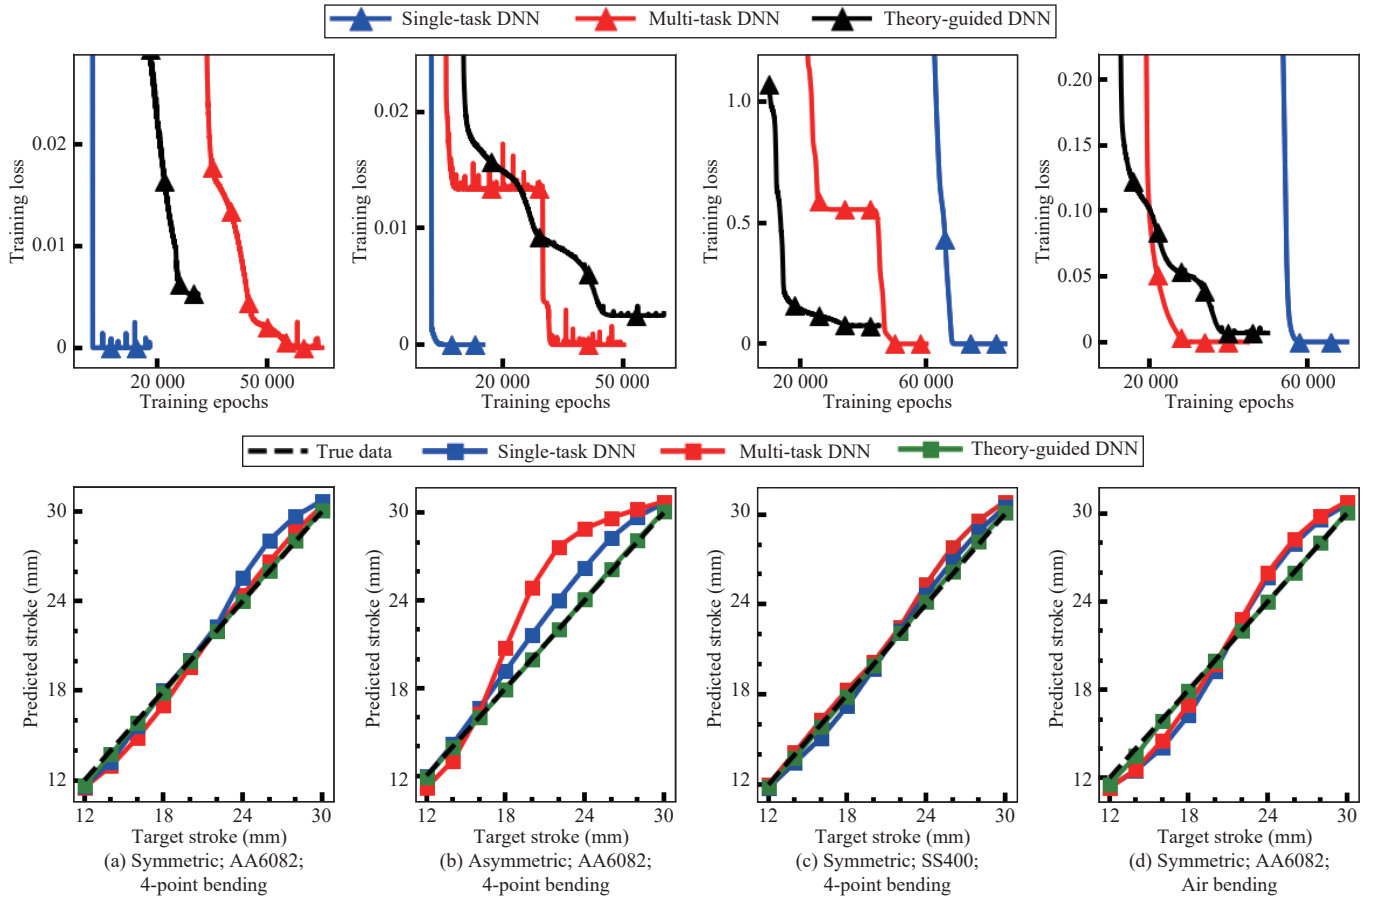 Single-task DNN Multi-task DNN Theory-guided DNN
0.02
0.01
0
20 000 50 000
Training loss
Training epochs
0.02
0.01
0
20 000 50 000
Training loss
Training epochs
1.0
0.5
0
20 000 60 000
Training loss
Training epochs
0.20
0.15
0.10
0.05
0
20 000 60 000
Training loss
Training epochs
True data Single-task DNN Multi-task DNN Theory-guided DNN
30
24
18
12
12 18 24 30
Predicted stroke (mm)
Target stroke (mm)
(a) Symmetric; AA6082;
4-point bending
30
24
18
12
12 18 24 30
Predicted stroke (mm)
Target stroke (mm)
(b) Asymmetric; AA6082;
4-point bending
30
24
18
12
12 18 24 30
Predicted stroke (mm)
Target stroke (mm)
(c) Symmetric; SS400;
4-point bending
30
24
18
12
12 18 24 30
Predicted stroke (mm)
Target stroke (mm)
(d) Symmetric; AA6082;
Air bending